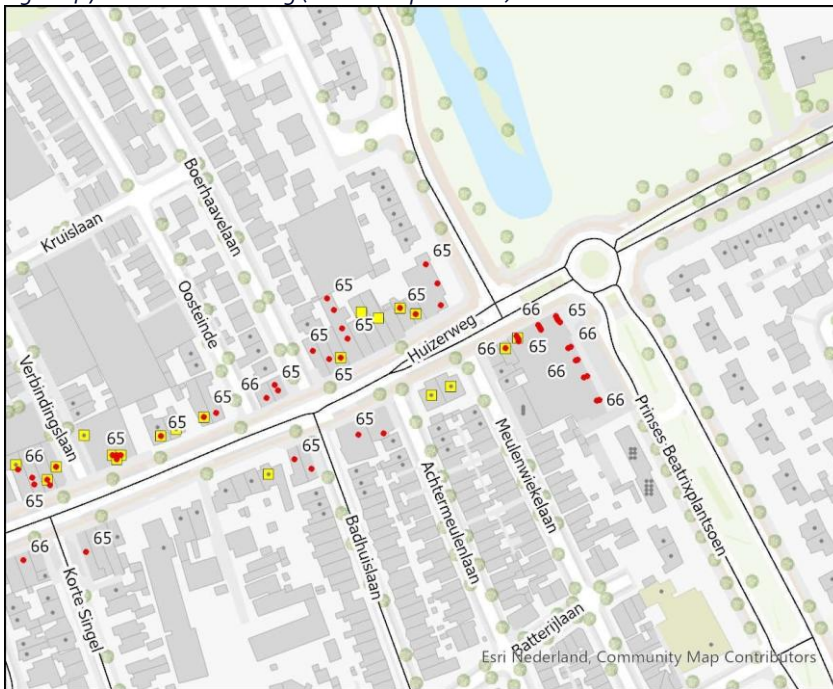 Kruislaan
Boerhaavelaan
Oosteinde
Verbindingslaan
Huizerweg
65
65
65
65
65
65
66
65
65
65
66
65
66
65
66
65
66
65
66
66
66
65
65
Meulenwiekelaan
Prinses Beatrixplantsoen
Achtermeulenlaan
Badhuislaan
Korte Singel
Batterijlaan
Esri Nederland, Community Map Contributors